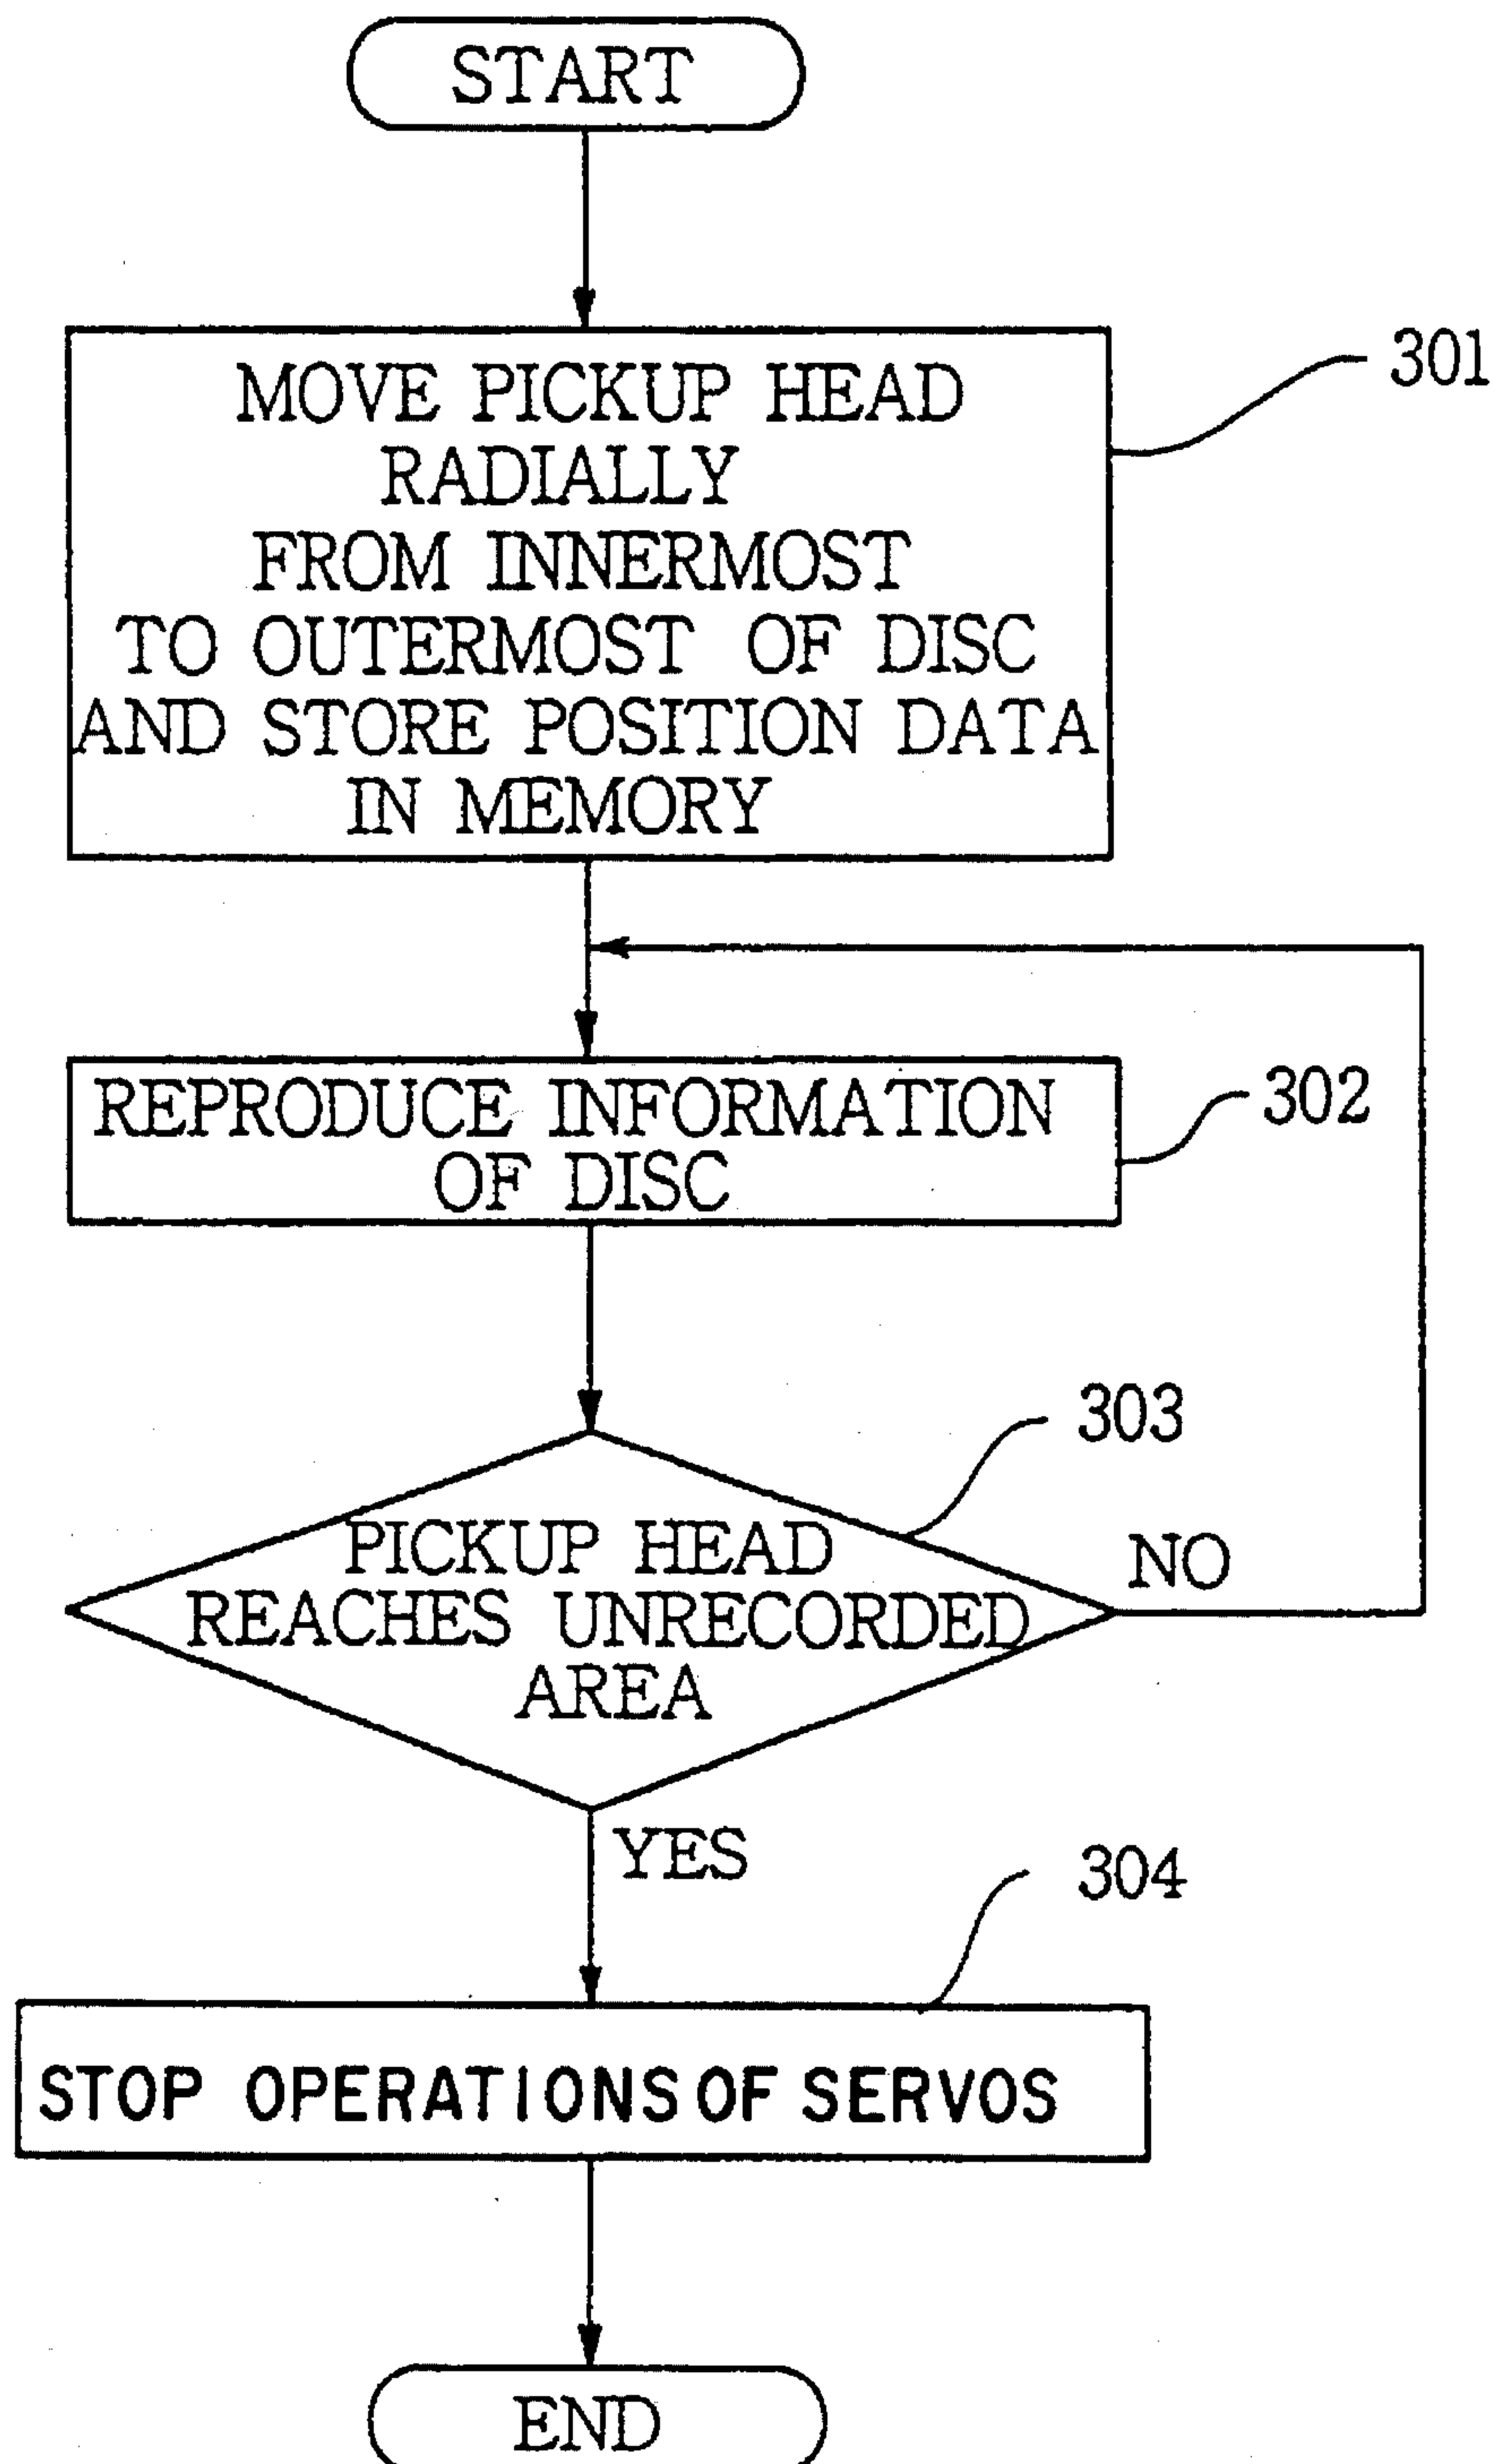 START
301
MOVE PICKUP HEAD
RADIALLY
FROM INNERMOST
TO OUTERMOST OF DISC
AND STORE POSITION DATA
IN MEMORY
REPRODUCE INFORMATION
OF DISC
302
303
PICKUP HEAD
REACHES UNRECORDED
AREA
NO
YES
304
STOP OPERATIONS OF SERVOS
END